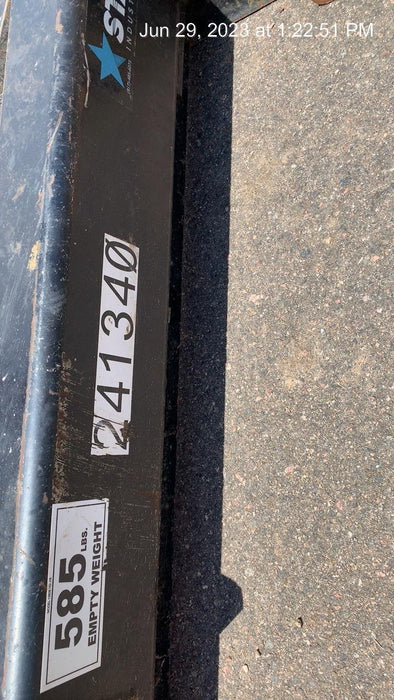 Jun 29, 2023 at 1:22:51 PM
241340
585 LBS.
EMPTY WEIGHT